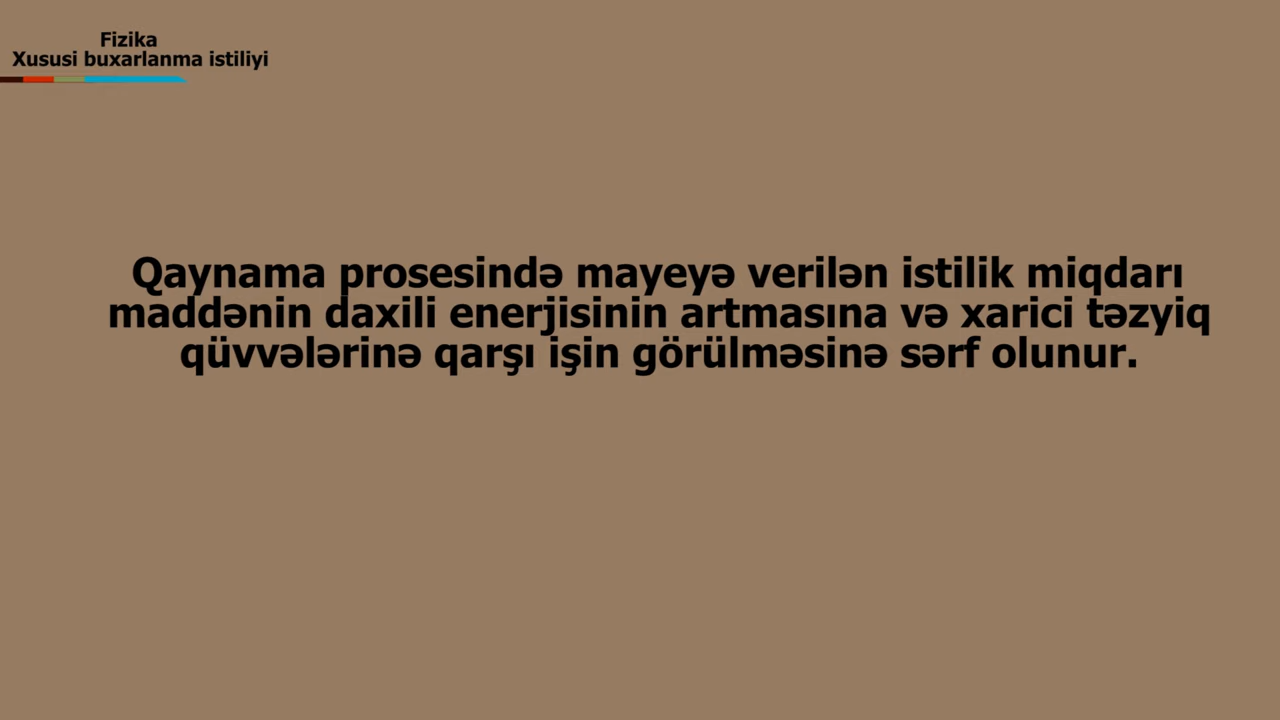 Fizika
Xususi buxarlanma istiliyi
Qaynama prosesində mayeyə verilən istilik miqdarı
maddənin daxili enerjisinin artmasına və xarici təzyiq
qüvvələrinə qarşı işin görülməsinə sərf olunur.